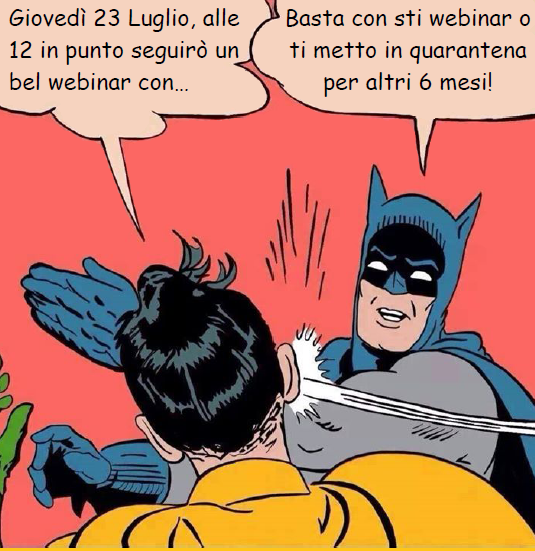 Giovedì 23 Luglio, alle
12 in punto seguirò un
bel webinar con...
Basta con sti webinar o
ti metto in quarantena
per altri 6 mesi!